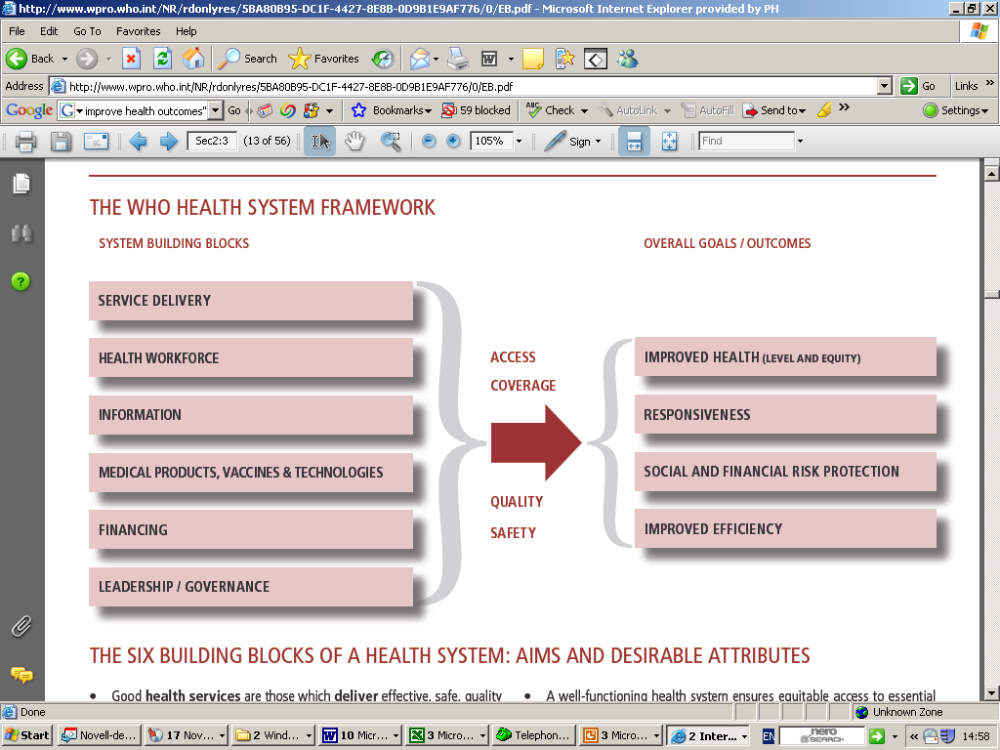 http://www.wpro.who.int/NR/rdonlyres/5BA80B95-DC1F-4427-8E8B-0D9B1E9AF776/0/EB.pdf - Microsoft Internet Explorer provided by PH
File Edit Go To Favorites Help
Back Search Favorites
Address http://www.wpro.who.int/NR/rdonlyres/5BA80B95-DC1F-4427-8E8B-0D9B1E9AF776/0/EB.pdf Go Links »
Google G improve health outcomes" Go Bookmarks 59 blocked ABC Check AutoLink AutoFill Send to » Settings
Sec2:3 (13 of 56) 105% Sign Find
THE WHO HEALTH SYSTEM FRAMEWORK
SYSTEM BUILDING BLOCKS OVERALL GOALS / OUTCOMES
SERVICE DELIVERY
HEALTH WORKFORCE ACCESS IMPROVED HEALTH (LEVEL AND EQUITY)
COVERAGE
INFORMATION RESPONSIVENESS
MEDICAL PRODUCTS, VACCINES & TECHNOLOGIES SOCIAL AND FINANCIAL RISK PROTECTION
QUALITY
FINANCING SAFETY IMPROVED EFFICIENCY
LEADERSHIP / GOVERNANCE
THE SIX BUILDING BLOCKS OF A HEALTH SYSTEM: AIMS AND DESIRABLE ATTRIBUTES
• Good health services are those which deliver effective, safe, quality • A well-functioning health system ensures equitable access to essential
Done Unknown Zone
Start Novell-de... 17 Nov... 2 Wind... 10 Micr... 3 Micro... Telephon... 3 Micro... 2 Inter... EN nero SEARCH « 14:58